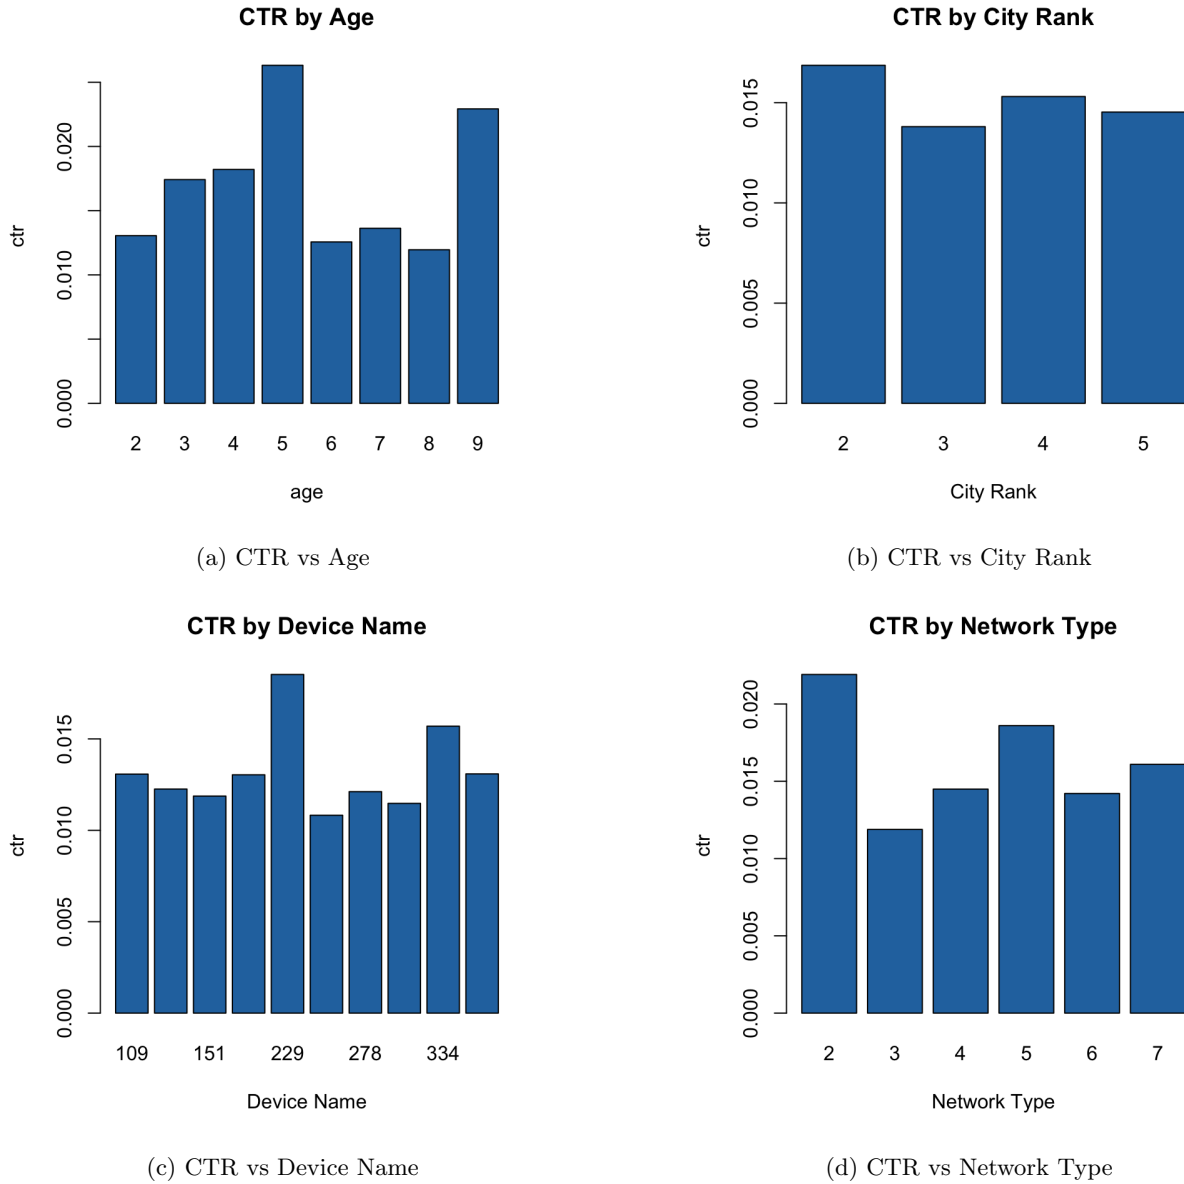 CTR by Age
ctr
0.000
0.010
0.020
2 3 4 5 6 7 8 9
age
(a) CTR vs Age
CTR by City Rank
ctr
0.000
0.005
0.010
0.015
2 3 4 5
City Rank
(b) CTR vs City Rank
CTR by Device Name
ctr
0.000
0.005
0.010
0.015
109 151 229 278 334
Device Name
(c) CTR vs Device Name
CTR by Network Type
ctr
0.000
0.005
0.010
0.015
0.020
2 3 4 5 6 7
Network Type
(d) CTR vs Network Type